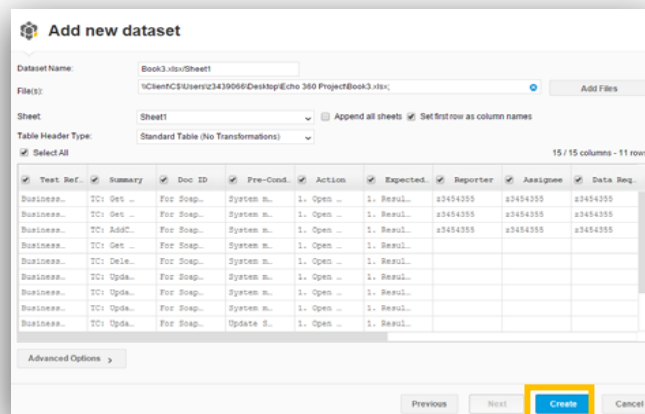 Add new dataset
Dataset Name: Book3.xlsx/Sheet1
File(s): \\Client\C$\Users\z3439066\Desktop\Echo 360 Project\Book3.xlsx; Add Files
Sheet: Sheet1 Append all sheets Set first row as column names
Table Header Type: Standard Table (No Transformations)
Select All 15 / 15 columns - 11 rows
Test Ref… Summary Doc ID Pre-Cond… Action Expected… Reporter Assignee Data Req…
Business… TC: Get … For Soap… System m… 1. Open … 1. Resul… z3454355 z3454355 z3454355
Business… TC: Get … For Soap… System m… 1. Open … 1. Resul… z3454355 z3454355 z3454355
Business… TC: AddC… For Soap… System m… 1. Open … 1. Resul… z3454355 z3454355 z3454355
Business… TC: Get … For Soap… System m… 1. Open … 1. Resul…
Business… TC: Dele… For Soap… System m… 1. Open … 1. Resul…
Business… TC: Upda… For Soap… System m… 1. Open … 1. Resul…
Business… TC: Upda… For Soap… System m… 1. Open … 1. Resul…
Business… TC: Upda… For Soap… System m… 1. Open … 1. Resul…
Business… TC: Upda… For Soap… Update S… 1. Open … 1. Resul…
Advanced Options >
Previous Next Create Cancel